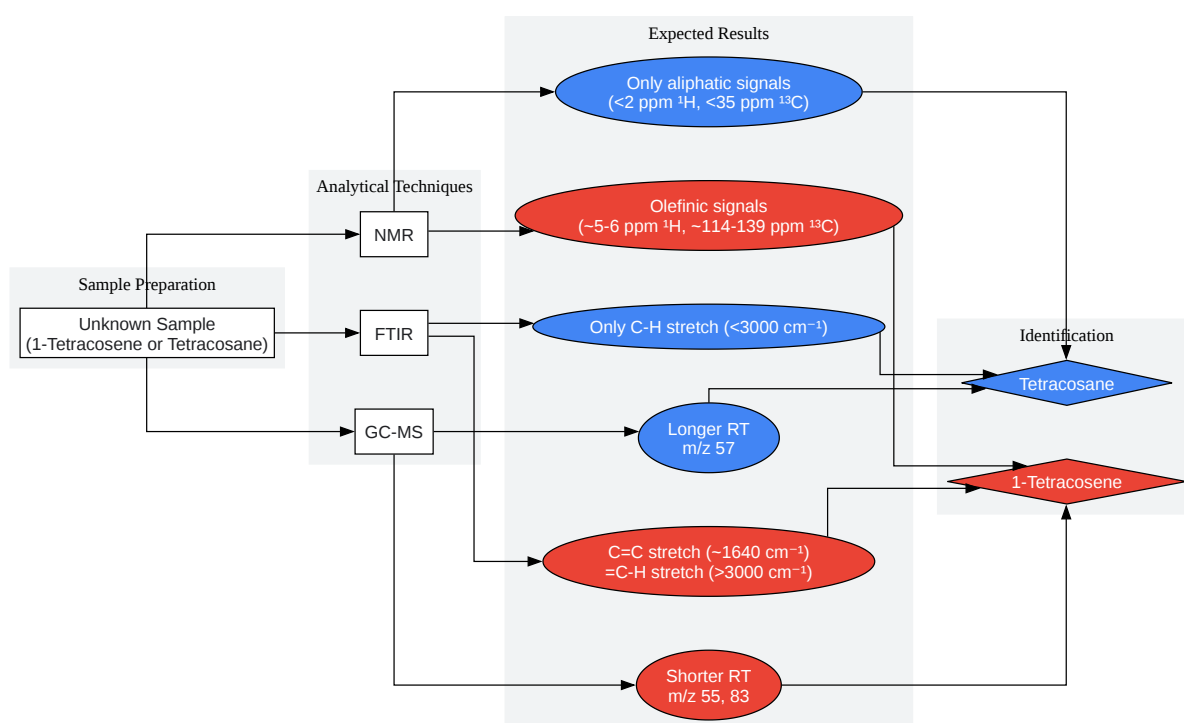 Expected Results
Only aliphatic signals
(<2 ppm ¹H, <35 ppm ¹³C)
Analytical Techniques
Olefinic signals
(~5-6 ppm ¹H, ~114-139 ppm ¹³C)
NMR
Sample Preparation
Unknown Sample
(1-Tetracosene or Tetracosane)
FTIR
Only C-H stretch (<3000 cm⁻¹)
Identification
Tetracosane
GC-MS
Longer RT
m/z 57
1-Tetracosene
C=C stretch (~1640 cm⁻¹)
=C-H stretch (>3000 cm⁻¹)
Shorter RT
m/z 55, 83